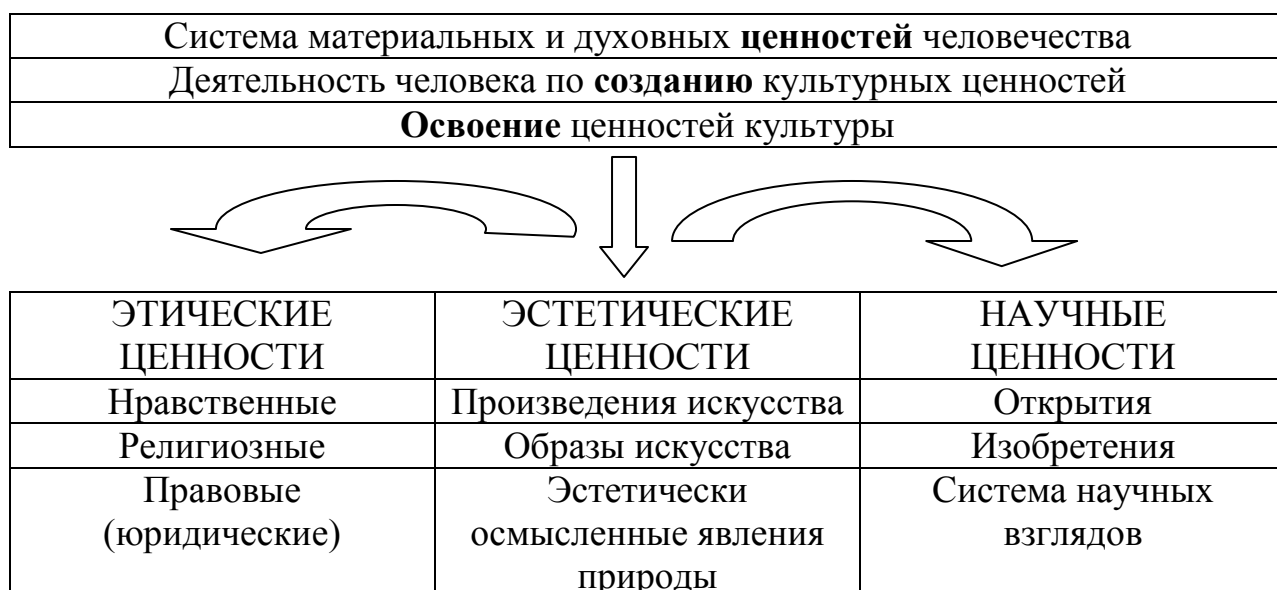 Система материальных и духовных ценностей человечества
Деятельность человека по созданию культурных ценностей
Освоение ценностей культуры
ЭТИЧЕСКИЕ
ЦЕННОСТИ
ЭСТЕТИЧЕСКИЕ
ЦЕННОСТИ
НАУЧНЫЕ
ЦЕННОСТИ
Нравственные
Произведения искусства
Открытия
Религиозные
Образы искусства
Изобретения
Правовые
(юридические)
Эстетически
осмысленные явления
природы
Система научных
взглядов